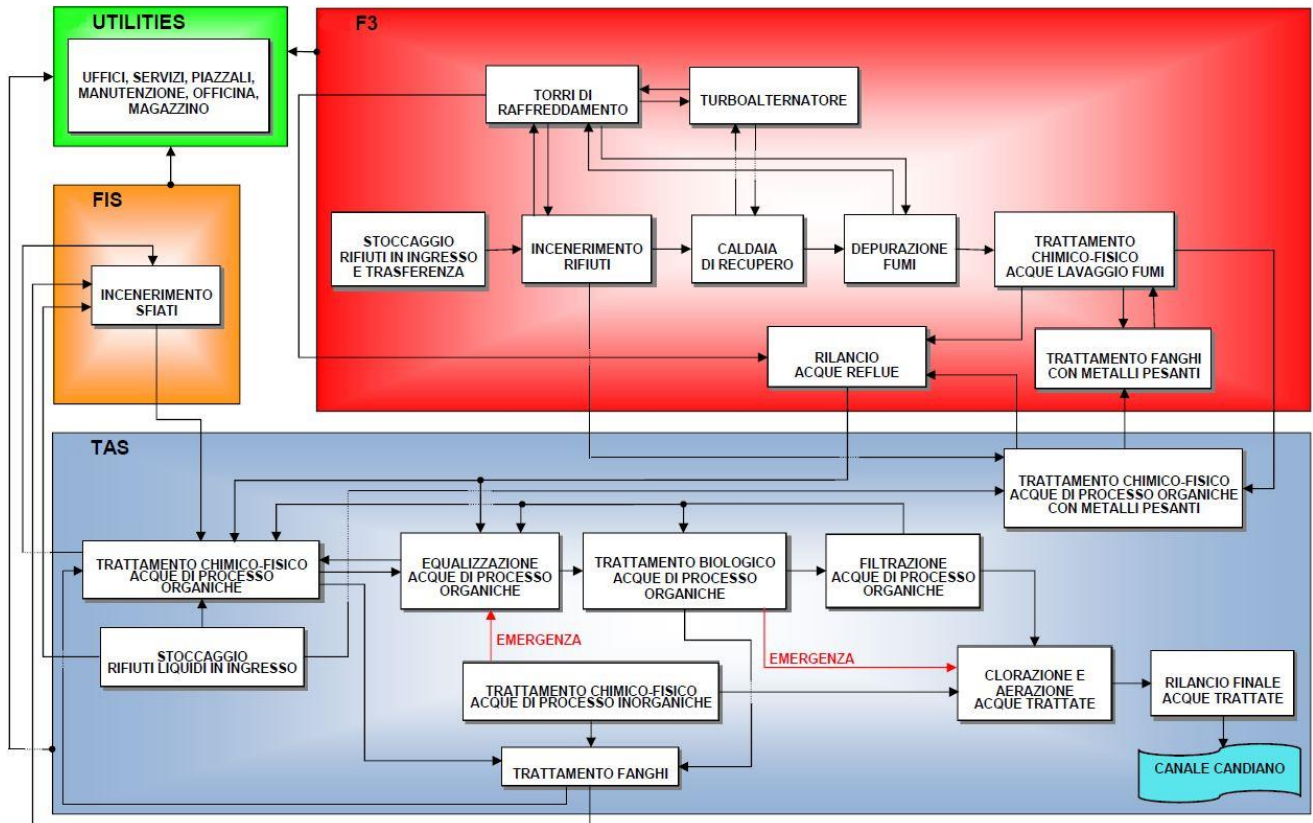 UTILITIES
UFFICI, SERVIZI, PIAZZALI,
MANUTENZIONE, OFFICINA,
MAGAZZINO
F3
TORRI DI
RAFFREDDAMENTO
TURBOALTERNATORE
STOCCAGGIO
RIFIUTI IN INGRESSO
E TRASFERENZA
INCENERIMENTO
RIFIUTI
CALDAIA
DI RECUPERO
DEPURAZIONE
FUMI
TRATTAMENTO
CHIMICO-FISICO
ACQUE LAVAGGIO FUMI
RILANCIO
ACQUE REFLUE
TRATTAMENTO FANGHI
CON METALLI PESANTI
FIS
INCENERIMENTO
SFIATI
TAS
TRATTAMENTO CHIMICO-FISICO
ACQUE DI PROCESSO ORGANICHE
CON METALLI PESANTI
TRATTAMENTO CHIMICO-FISICO
ACQUE DI PROCESSO
ORGANICHE
EQUALIZZAZIONE
ACQUE DI PROCESSO
ORGANICHE
TRATTAMENTO BIOLOGICO
ACQUE DI PROCESSO
ORGANICHE
FILTRAZIONE
ACQUE DI PROCESSO
ORGANICHE
STOCCAGGIO
RIFIUTI LIQUIDI IN INGRESSO
EMERGENZA
EMERGENZA
TRATTAMENTO CHIMICO-FISICO
ACQUE DI PROCESSO INORGANICHE
CLORAZIONE E
AERAZIONE
ACQUE TRATTATE
RILANCIO FINALE
ACQUE TRATTATE
TRATTAMENTO FANGHI
CANALE CANDIANO